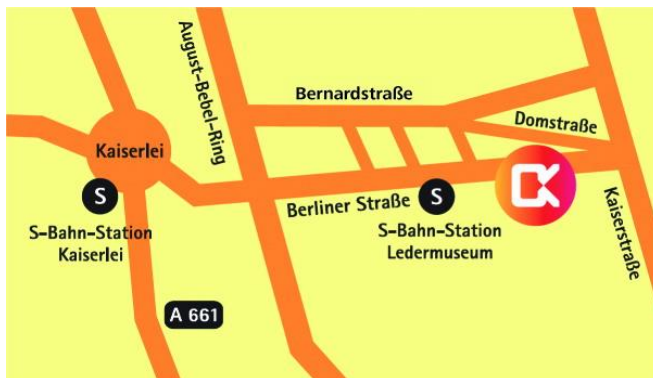 August-Bebel-Ring
Bernardstraße
Domstraße
Kaiserlei
S
S-Bahn-Station
Kaiserlei
Berliner Straße
S
S-Bahn-Station
Ledermuseum
Kaiserstraße
A 661